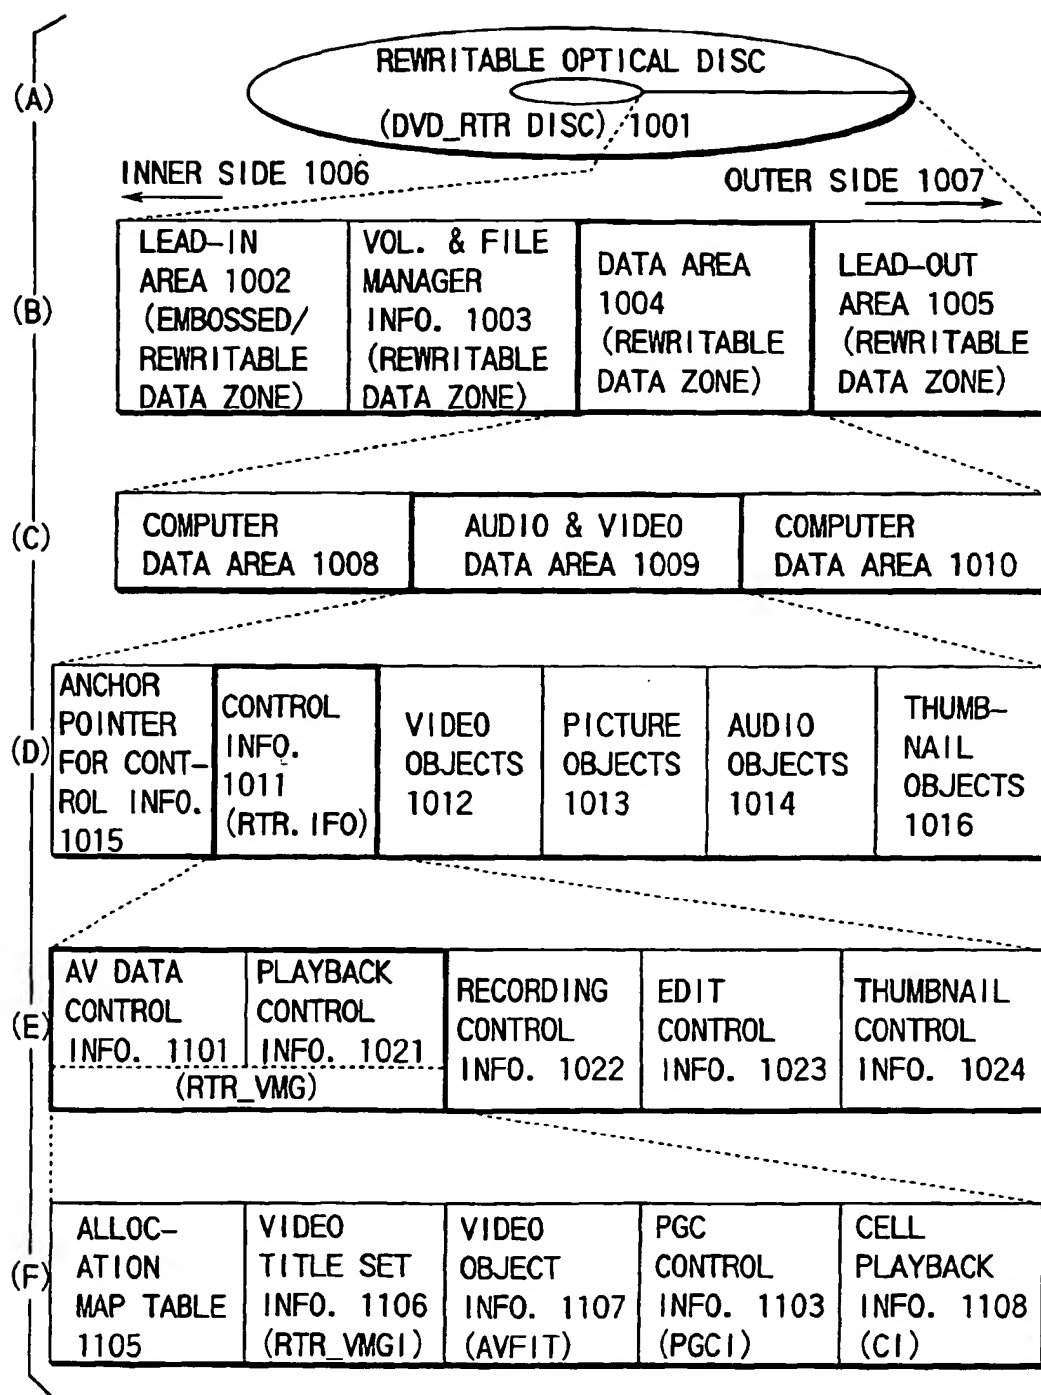 (A)
REWRITABLE OPTICAL DISC
(DVD_RTR DISC) 1001
INNER SIDE 1006
OUTER SIDE 1007
(B)
LEAD-IN
AREA 1002
(EMBOSSED/
REWRITABLE
DATA ZONE)
VOL. & FILE
MANAGER
INFO. 1003
(REWRITABLE
DATA ZONE)
DATA AREA
1004
(REWRITABLE
DATA ZONE)
LEAD-OUT
AREA 1005
(REWRITABLE
DATA ZONE)
(C)
COMPUTER
DATA AREA 1008
AUDIO & VIDEO
DATA AREA 1009
COMPUTER
DATA AREA 1010
(D)
ANCHOR
POINTER
FOR CONT-
ROL INFO.
1015
CONTROL
INFO.
1011
(RTR. IFO)
VIDEO
OBJECTS
1012
PICTURE
OBJECTS
1013
AUDIO
OBJECTS
1014
THUMB-
NAIL
OBJECTS
1016
(E)
AV DATA
CONTROL
INFO. 1101
PLAYBACK
CONTROL
INFO. 1021
(RTR_VMG)
RECORDING
CONTROL
INFO. 1022
EDIT
CONTROL
INFO. 1023
THUMBNAIL
CONTROL
INFO. 1024
(F)
ALLOC-
ATION
MAP TABLE
1105
VIDEO
TITLE SET
INFO. 1106
(RTR_VMGI)
VIDEO
OBJECT
INFO. 1107
(AVFIT)
PGC
CONTROL
INFO. 1103
(PGCI)
CELL
PLAYBACK
INFO. 1108
(CI)